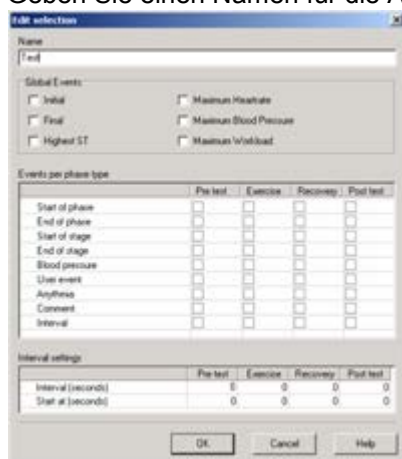 Geben Sie einen Namen für die A
Edit selection
Name
Test
Global Events
Initial Maximum Heartrate
Final Maximum Blood Pressure
Highest ST Maximum Workload
Events per phase type
Pre test Exercise Recovery Post test
Start of phase
End of phase
Start of stage
End of stage
Blood pressure
User event
Arrythmia
Comment
Interval
Interval settings
Pre test Exercise Recovery Post test
Interval (seconds) 0 0 0 0
Start at (seconds) 0 0 0 0
OK Cancel Help